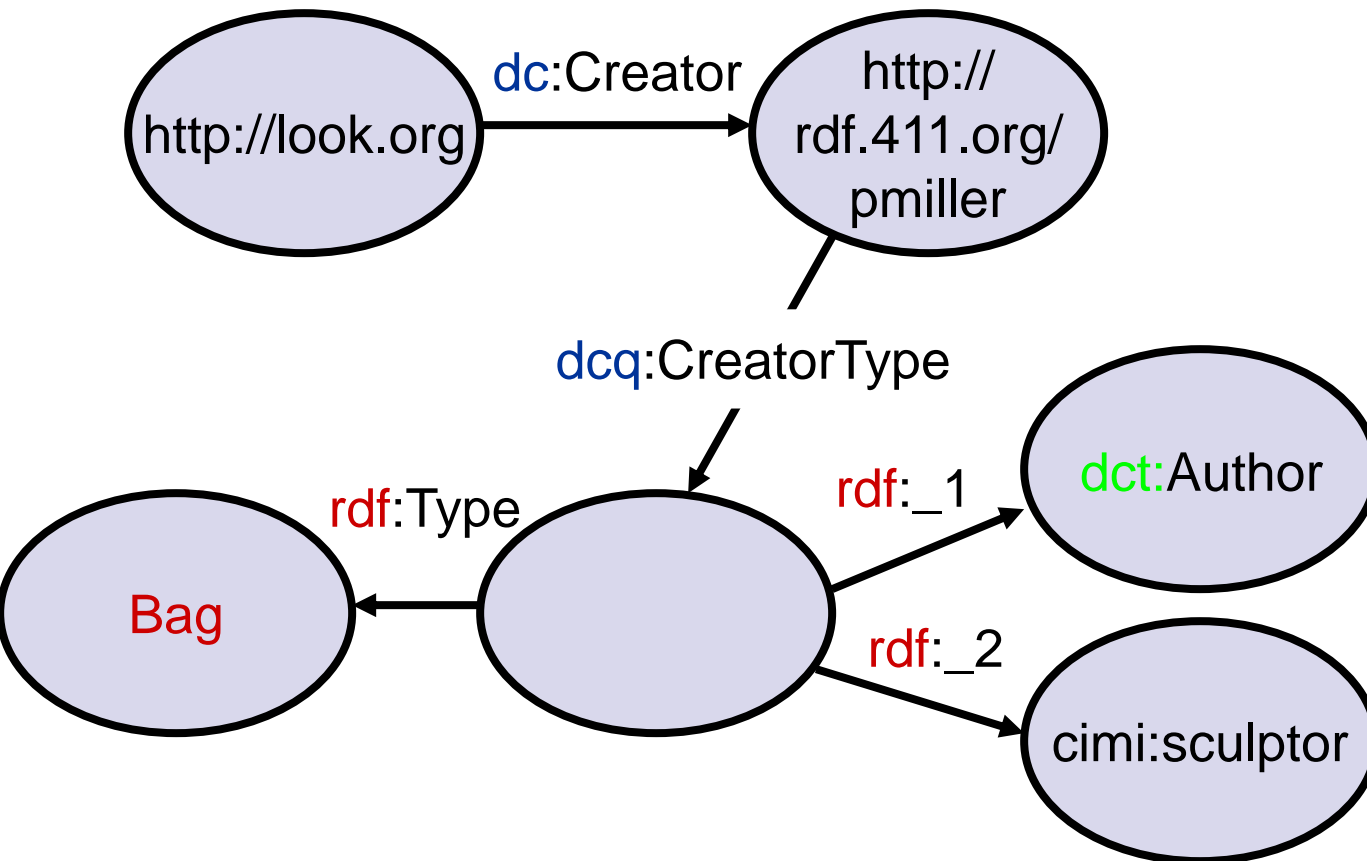 dc:Creator
http://look.org
http://
rdf.411.org/
pmiller
dcq:CreatorType
rdf:Type
rdf:_1
dct:Author
Bag
rdf:_2
cimi:sculptor